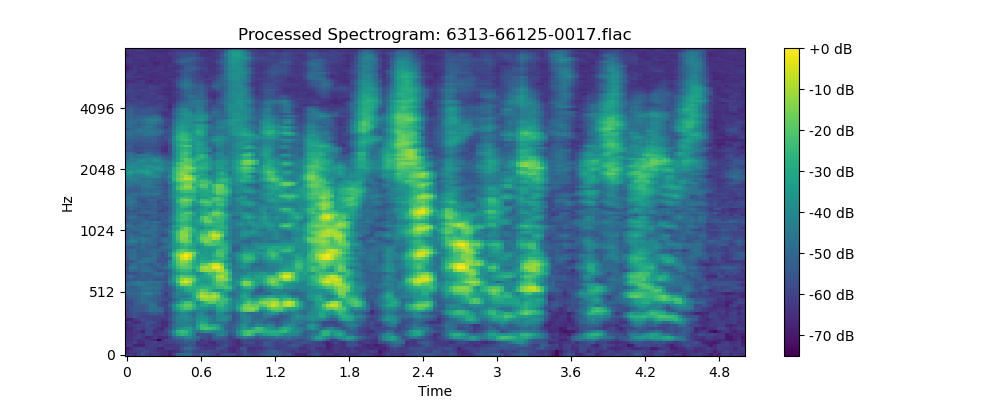 Processed Spectrogram: 6313-66125-0017.flac
Hz
4096
2048
1024
512
0
0 0.6 1.2 1.8 2.4 3 3.6 4.2 4.8
Time
+0 dB
-10 dB
-20 dB
-30 dB
-40 dB
-50 dB
-60 dB
-70 dB